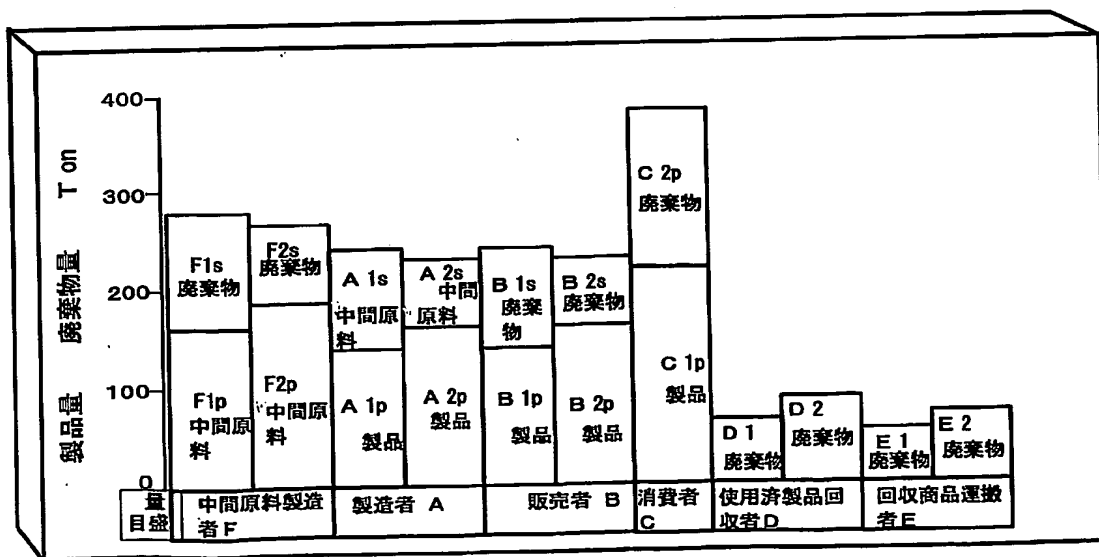 400
300
200
100
0
製品量 廃棄物量 Ton
F1s
廃棄物
F1p
中間原
料
F2s
廃棄物
F2p
中間原
料
A 1s
中間原
料
A 1p
製品
A 2s
中間
原料
A 2p
製品
B 1s
廃棄
物
B 1p
製品
B 2s
廃棄物
B 2p
製品
C 2p
廃棄物
C 1p
製品
D 1
廃棄物
D 2
廃棄物
E 1
廃棄物
E 2
廃棄物
量
目盛
中間原料製造
者F
製造者 A
販売者 B
消費者
C
使用済製品回
収者D
回収商品運搬
者E